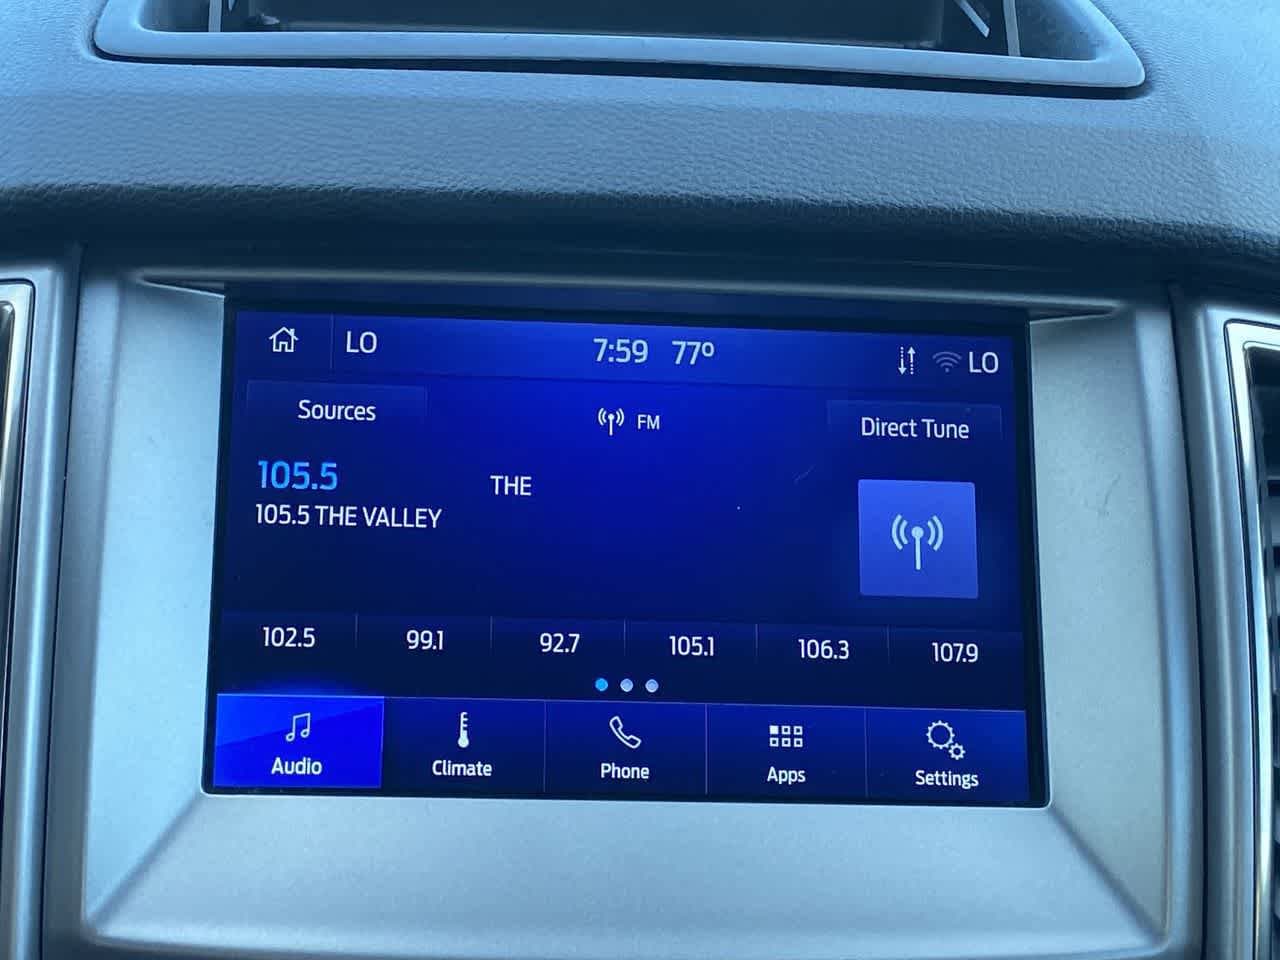 LO 7:59 77° LO
Sources FM Direct Tune
105.5 THE
105.5 THE VALLEY
102.5 99.1 92.7 105.1 106.3 107.9
Audio Climate Phone Apps Settings